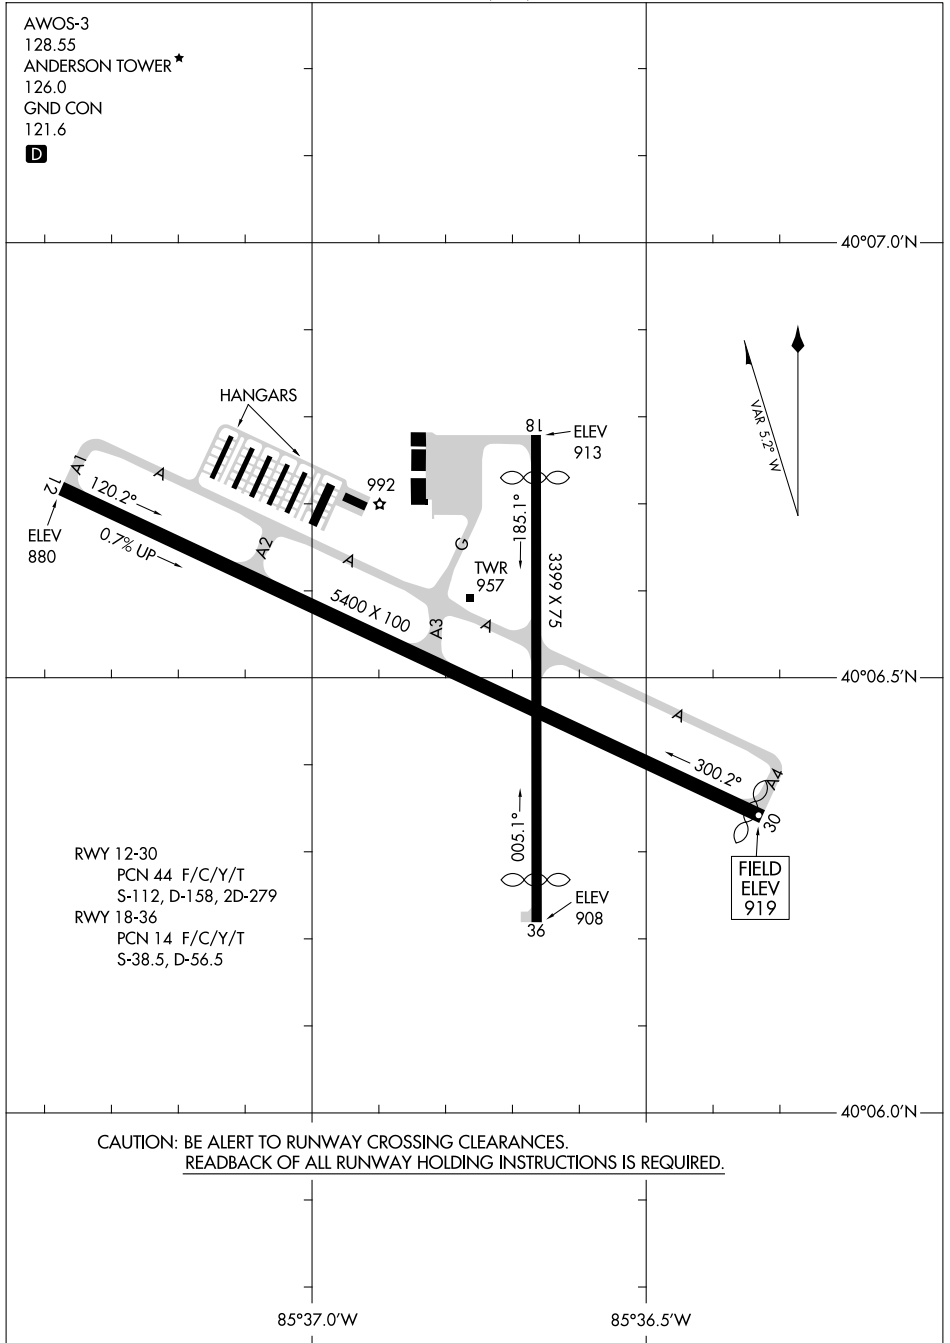 AWOS-3
128.55
ANDERSON TOWER★
126.0
GND CON
121.6
D
40°07.0'N
VAR 5.2° W
HANGARS
18
ELEV
913
992
A1
A
12
120.2°
185.1°
ELEV
880
0.7% UP
A2
A
G
TWR
957
3399 X 75
5400 X 100
A3
A
40°06.5'N
A
300.2°
A4
30
005.1°
FIELD
ELEV
919
RWY 12-30
PCN 44 F/C/Y/T
S-112, D-158, 2D-279
RWY 18-36
PCN 14 F/C/Y/T
S-38.5, D-56.5
ELEV
908
36
40°06.0'N
CAUTION: BE ALERT TO RUNWAY CROSSING CLEARANCES.
READBACK OF ALL RUNWAY HOLDING INSTRUCTIONS IS REQUIRED.
85°37.0'W
85°36.5'W